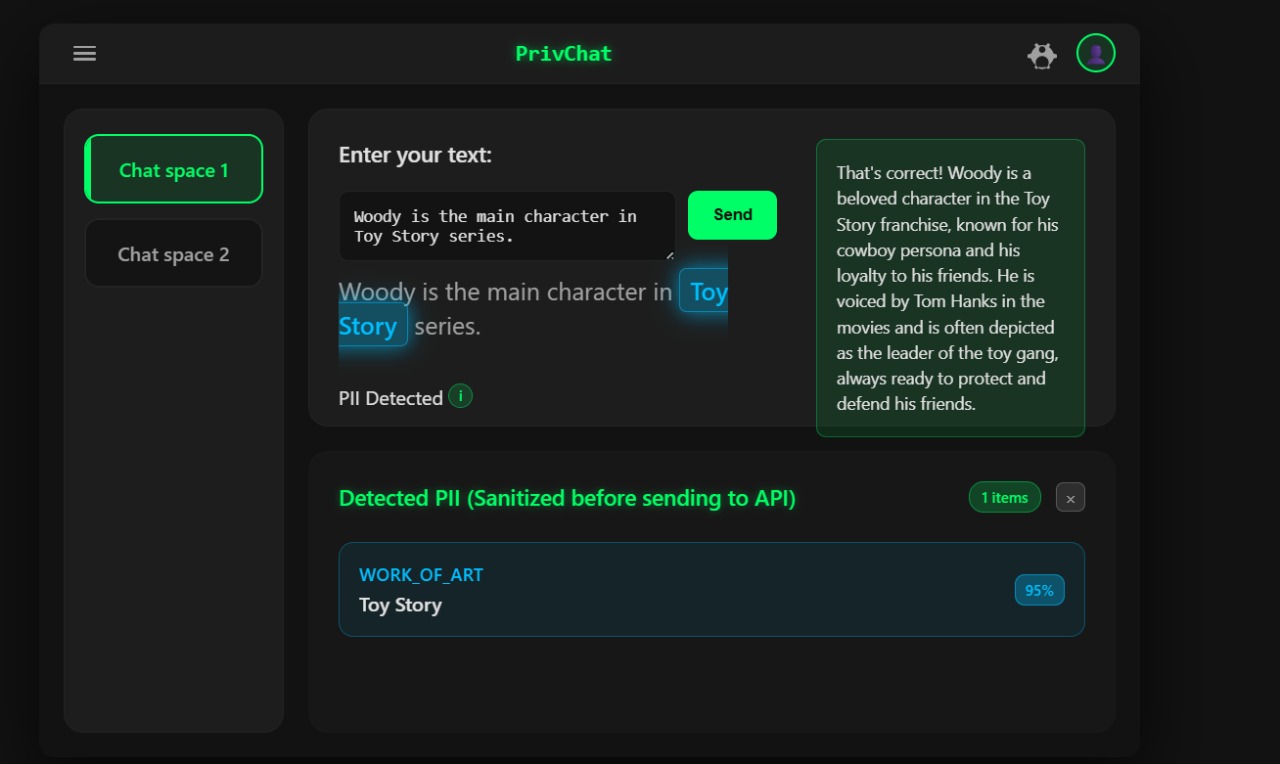 PrivChat
Chat space 1
Chat space 2
Enter your text:
Woody is the main character in
Toy Story series.
Send
Woody is the main character in Toy
Story series.
PII Detected i
That's correct! Woody is a
beloved character in the Toy
Story franchise, known for his
cowboy persona and his
loyalty to his friends. He is
voiced by Tom Hanks in the
movies and is often depicted
as the leader of the toy gang,
always ready to protect and
defend his friends.
Detected PII (Sanitized before sending to API)
1 items
×
WORK_OF_ART
Toy Story
95%